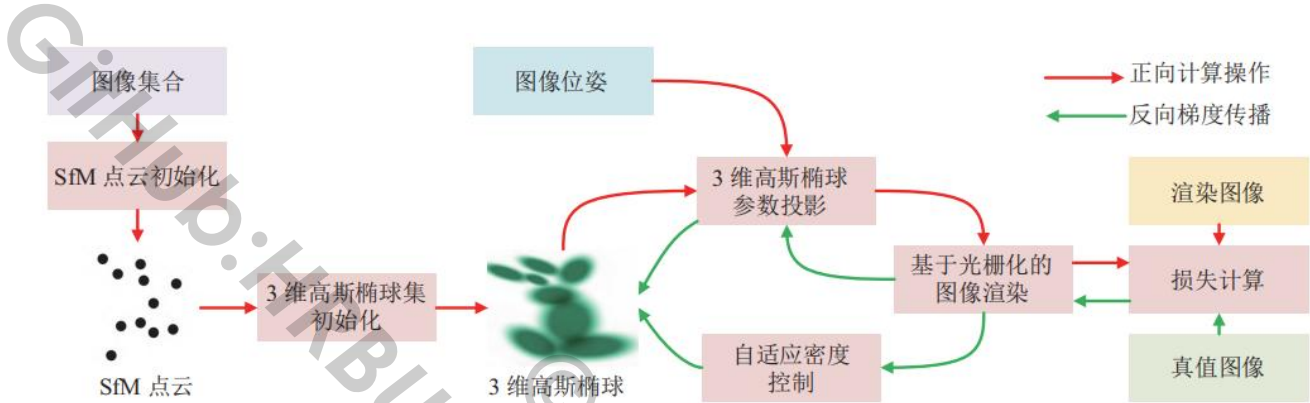 图像集合
SfM 点云初始化
SfM 点云
3 维高斯椭球集
初始化
3 维高斯椭球
图像位姿
3 维高斯椭球
参数投影
基于光栅化的
图像渲染
自适应密度
控制
正向计算操作
反向梯度传播
渲染图像
损失计算
真值图像